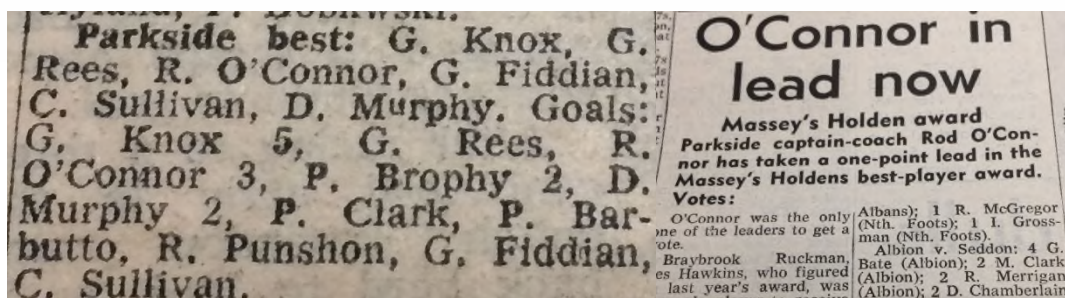 Parkside best: G. Knox, G.
Rees, R. O'Connor, G. Fiddian,
C. Sullivan, D. Murphy. Goals:
G. Knox 5, G. Rees, R.
O'Connor 3, P. Brophy 2, D.
Murphy 2, P. Clark, P. Bar-
butto, R. Punshon, G. Fiddian,
C. Sullivan.
O'Connor in
lead now
Massey's Holden award
Parkside captain-coach Rod O'Con-
nor has taken a one-point lead in the
Massey's Holdens best-player award.
Votes:
O'Connor was the only
one of the leaders to get a
vote.
Braybrook Ruckman,
Hawkins, who figured
last year's award, was
Albans); 1 R. McGregor
(Nth. Foots); 1 I. Gross-
man (Nth. Foots).
Albion v. Seddon: 4 G.
Bate (Albion); 2 M. Clark
(Albion); 2 R. Merrigan
(Albion); 2 D. Chamberlain